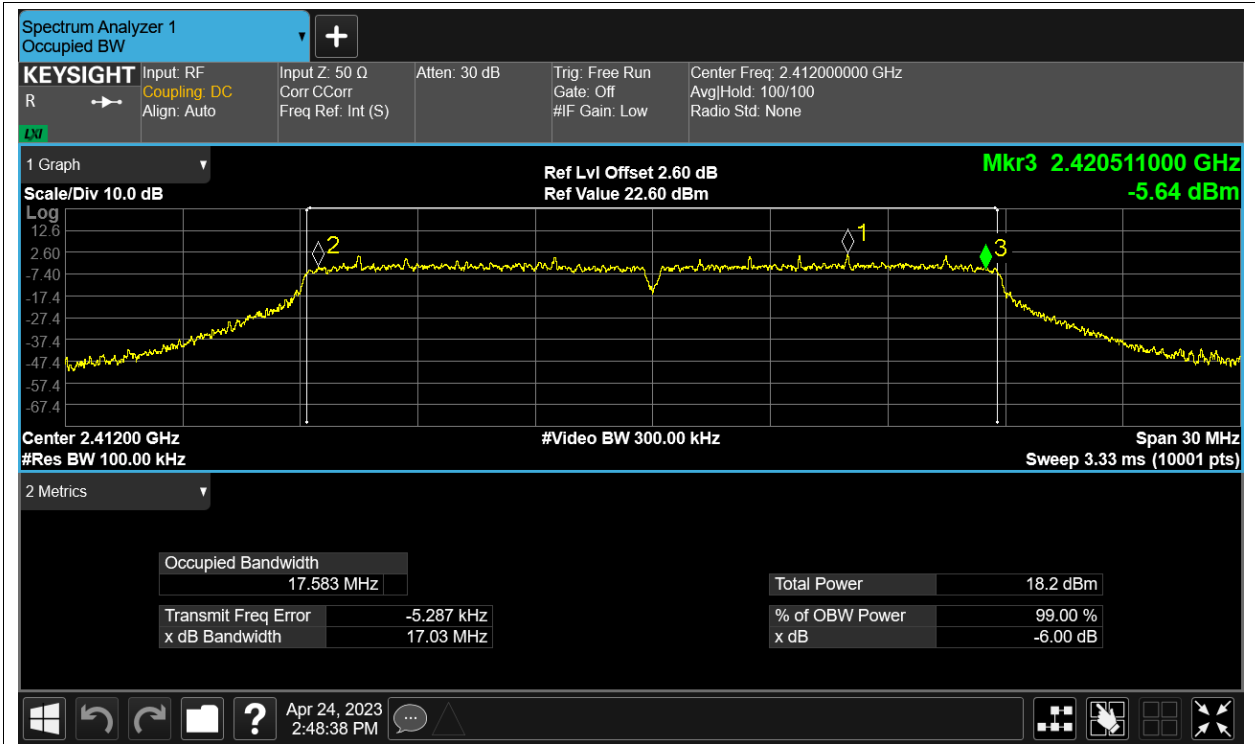 Spectrum Analyzer 1
Occupied BW
+
KEYSIGHT
R
LXI
Input: RF
Coupling: DC
Align: Auto
Input Z: 50 Ω
Corr CCorr
Freq Ref: Int (S)
Atten: 30 dB
Trig: Free Run
Gate: Off
#IF Gain: Low
Center Freq: 2.412000000 GHz
Avg|Hold: 100/100
Radio Std: None
1 Graph
Scale/Div 10.0 dB
Ref Lvl Offset 2.60 dB
Ref Value 22.60 dBm
Mkr3 2.420511000 GHz
-5.64 dBm
Log
12.6
2.60
-7.40
-17.4
-27.4
-37.4
-47.4
-57.4
-67.4
2
1
3
Center 2.41200 GHz
#Res BW 100.00 kHz
#Video BW 300.00 kHz
Span 30 MHz
Sweep 3.33 ms (10001 pts)
2 Metrics
Occupied Bandwidth
17.583 MHz
Transmit Freq Error -5.287 kHz
x dB Bandwidth 17.03 MHz
Total Power 18.2 dBm
% of OBW Power 99.00 %
x dB -6.00 dB
?
Apr 24, 2023
2:48:38 PM